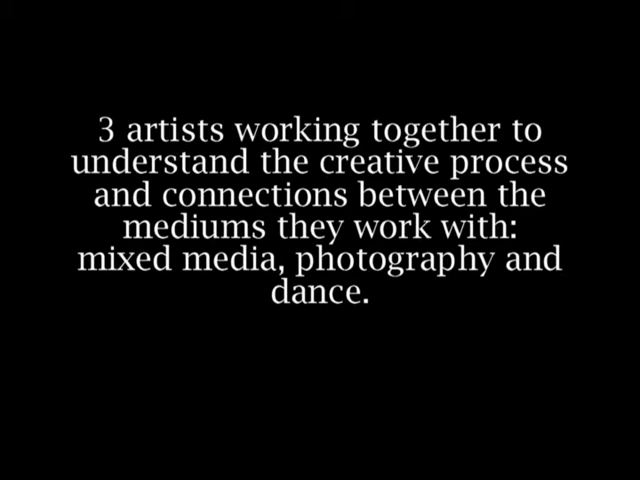 3 artists working together to
understand the creative process
and connections between the
mediums they work with:
mixed media, photography and
dance.